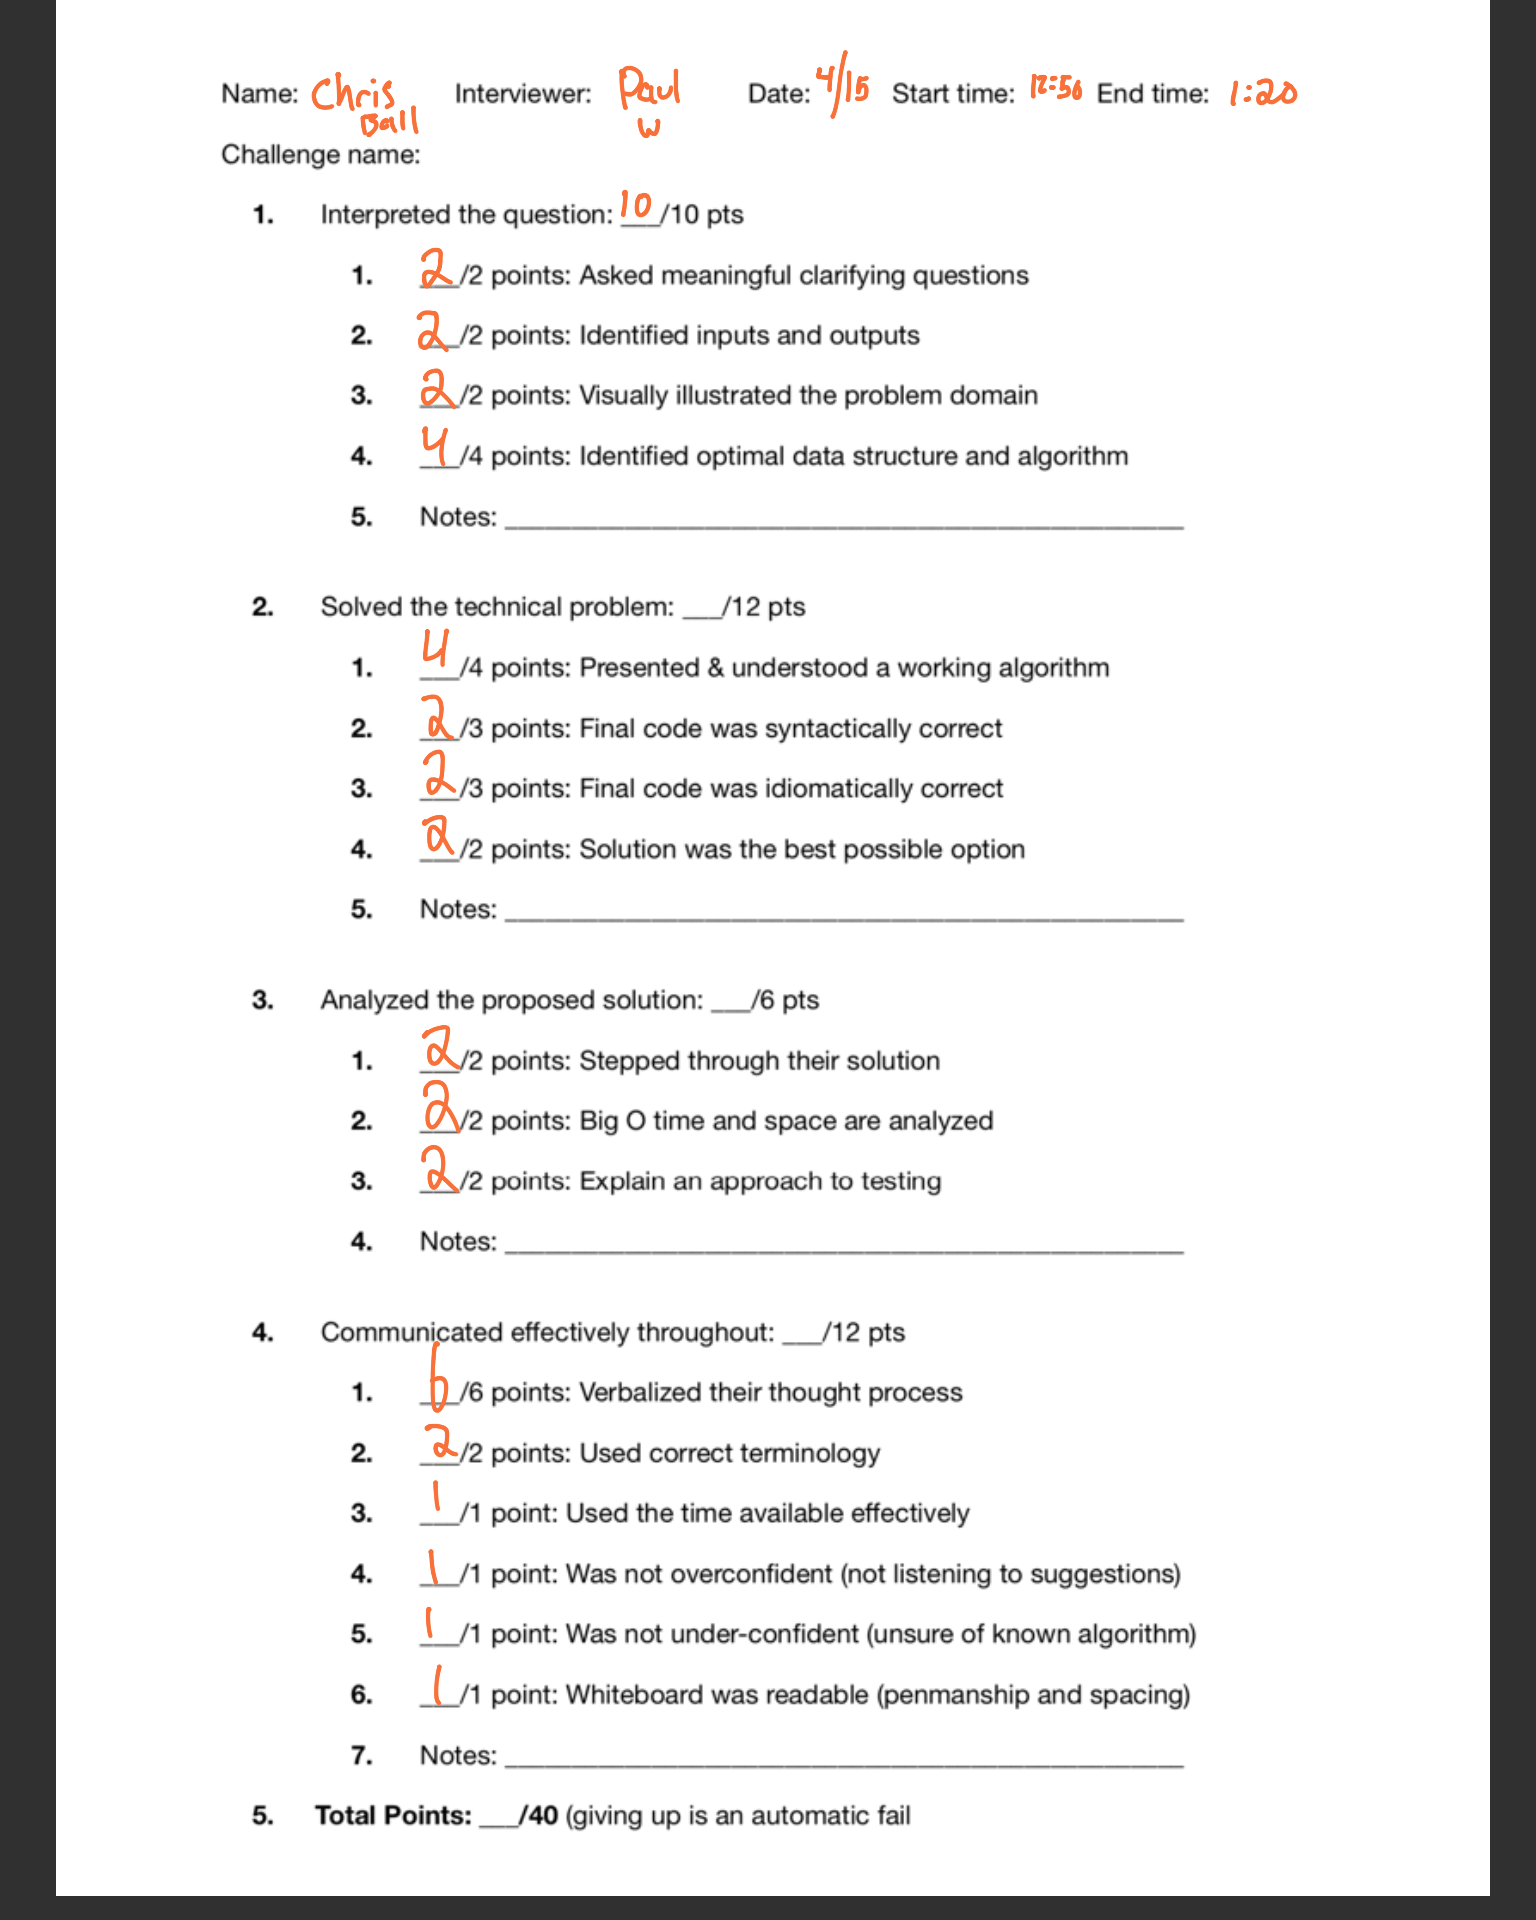 Name: Chris Ball Interviewer: Paul W Date: 4/15 Start time: 12:56 End time: 1:20
Challenge name:
1. Interpreted the question: 10/10 pts
1. 2/2 points: Asked meaningful clarifying questions
2. 2/2 points: Identified inputs and outputs
3. 2/2 points: Visually illustrated the problem domain
4. 4/4 points: Identified optimal data structure and algorithm
5. Notes:
2. Solved the technical problem: ___/12 pts
1. 4/4 points: Presented & understood a working algorithm
2. 2/3 points: Final code was syntactically correct
3. 2/3 points: Final code was idiomatically correct
4. 2/2 points: Solution was the best possible option
5. Notes:
3. Analyzed the proposed solution: ___/6 pts
1. 2/2 points: Stepped through their solution
2. 2/2 points: Big O time and space are analyzed
3. 2/2 points: Explain an approach to testing
4. Notes:
4. Communicated effectively throughout: ___/12 pts
1. 6/6 points: Verbalized their thought process
2. 2/2 points: Used correct terminology
3. 1/1 point: Used the time available effectively
4. 1/1 point: Was not overconfident (not listening to suggestions)
5. 1/1 point: Was not under-confident (unsure of known algorithm)
6. 1/1 point: Whiteboard was readable (penmanship and spacing)
7. Notes:
5. Total Points: ___/40 (giving up is an automatic fail